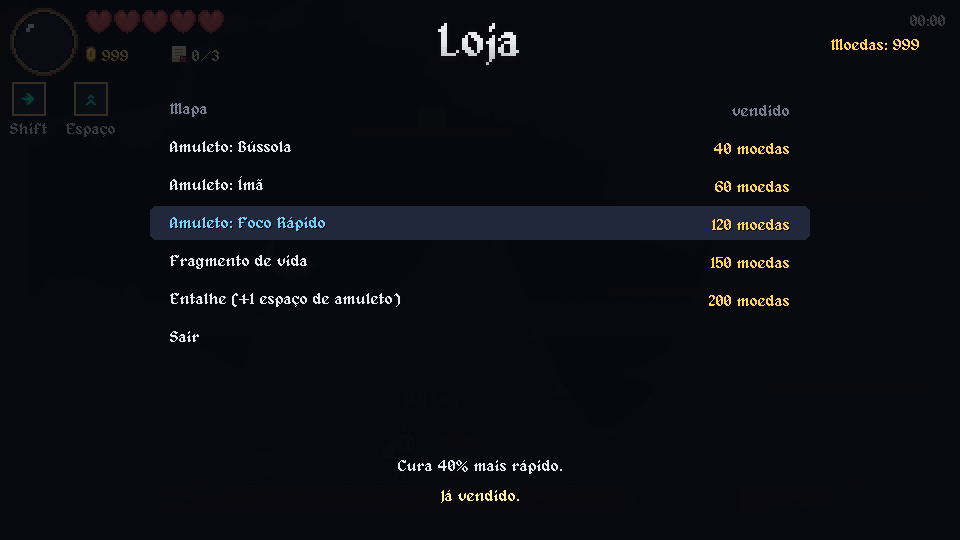 Loja
00:00
Moedas: 999
999
0/3
Shift
Espaço
Mapa
vendido
Amuleto: Bússola
40 moedas
Amuleto: Ímã
60 moedas
Amuleto: Foco Rápido
120 moedas
Fragmento de vida
150 moedas
Entalhe (+1 espaço de amuleto)
200 moedas
Sair
Cura 40% mais rápido.
Já vendido.